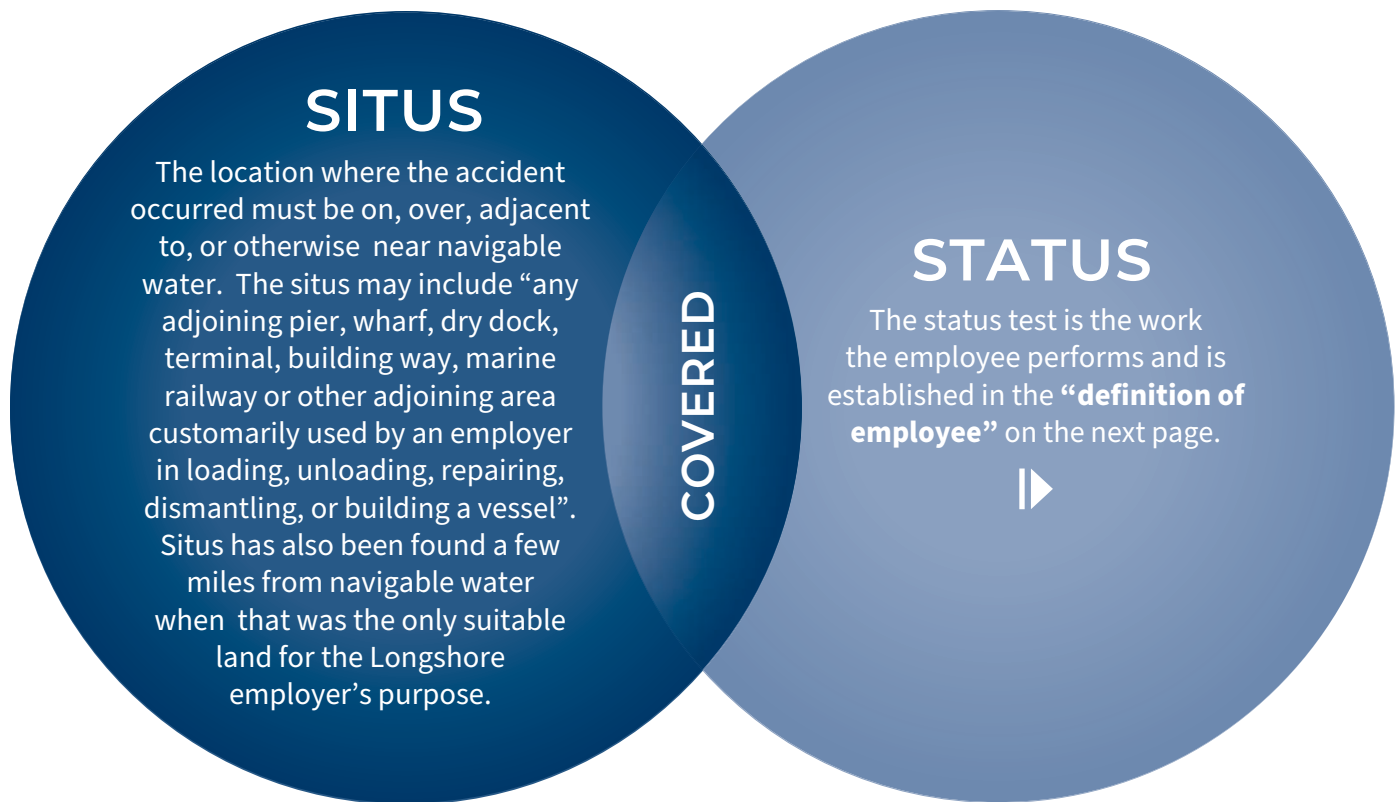 SITUS
The location where the accident
occurred must be on, over, adjacent
to, or otherwise  near navigable
water.  The situs may include “any
adjoining pier, wharf, dry dock,
terminal, building way, marine
railway or other adjoining area
customarily used by an employer
in loading, unloading, repairing,
dismantling, or building a vessel”.
Situs has also been found a few
miles from navigable water
when  that was the only suitable
land for the Longshore
employer’s purpose.
COVERED
STATUS
The status test is the work
the employee performs and is
established in the “definition of
employee” on the next page.